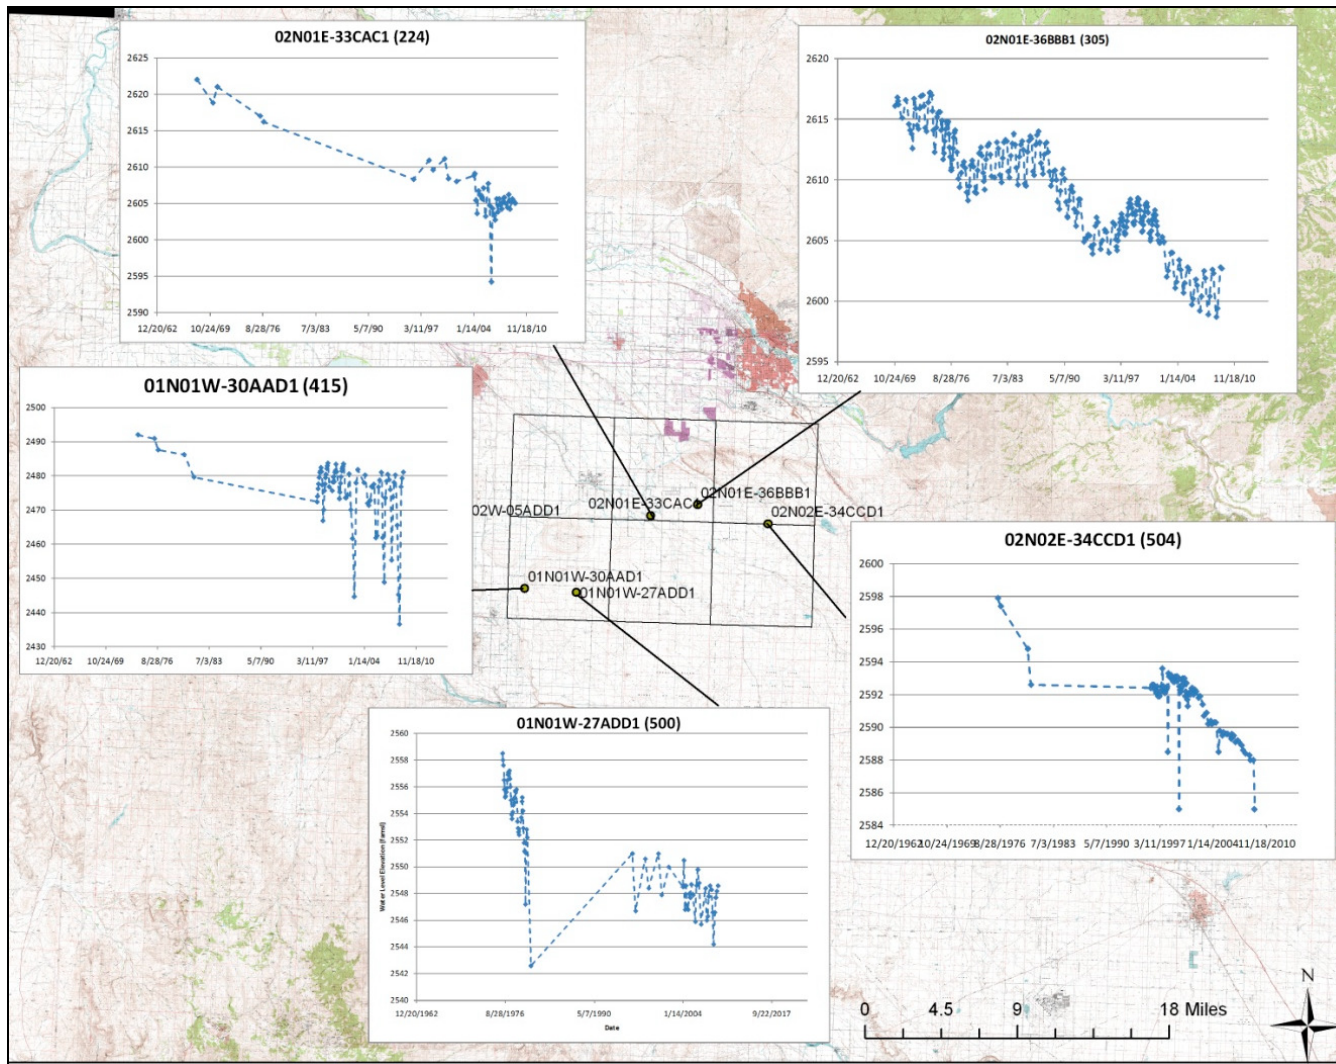 02N01E-33CAC1 (224)
2625
2620
2615
2610
2605
2600
2595
2590
12/20/62 10/24/69 8/28/76 7/3/83 5/7/90 3/11/97 1/14/04 11/18/10
02N01E-36BBB1 (305)
2620
2615
2610
2605
2600
2595
12/20/62 10/24/69 8/28/76 7/3/83 5/7/90 3/11/97 1/14/04 11/18/10
01N01W-30AAD1 (415)
2500
2490
2480
2470
2460
2450
2440
2430
12/20/62 10/24/69 8/28/76 7/3/83 5/7/90 3/11/97 1/14/04 11/18/10
02N01E-36BBB1
02N01E-33CAC
02W-05ADD1
02N02E-34CCD1
01N01W-30AAD1
01N01W-27ADD1
02N02E-34CCD1 (504)
2600
2598
2596
2594
2592
2590
2588
2586
2584
12/20/1962 10/24/1969 8/28/1976 7/3/1983 5/7/1990 3/11/1997 1/14/2004 11/18/2010
01N01W-27ADD1 (500)
Water Level Elevation (Famsl)
2560
2558
2556
2554
2552
2550
2548
2546
2544
2542
2540
12/20/1962 8/28/1976 5/7/1990 1/14/2004 9/22/2017
Date
0 4.5 9 18 Miles
N